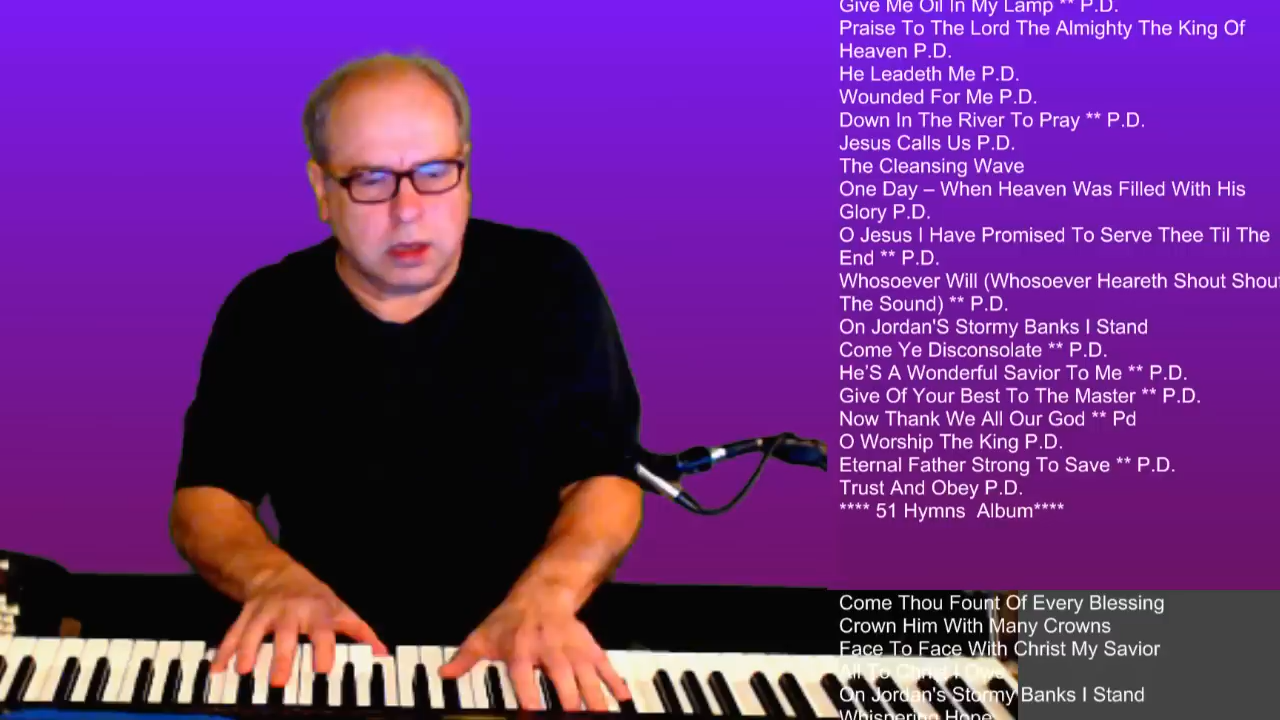 Give Me Oil In My Lamp ** P.D.
Praise To The Lord The Almighty The King Of
Heaven P.D.
He Leadeth Me P.D.
Wounded For Me P.D.
Down In The River To Pray ** P.D.
Jesus Calls Us P.D.
The Cleansing Wave
One Day – When Heaven Was Filled With His
Glory P.D.
O Jesus I Have Promised To Serve Thee Til The
End ** P.D.
Whosoever Will (Whosoever Heareth Shout Shout
The Sound) ** P.D.
On Jordan'S Stormy Banks I Stand
Come Ye Disconsolate ** P.D.
He’S A Wonderful Savior To Me ** P.D.
Give Of Your Best To The Master ** P.D.
Now Thank We All Our God ** Pd
O Worship The King P.D.
Eternal Father Strong To Save ** P.D.
Trust And Obey P.D.
**** 51 Hymns  Album****
Come Thou Fount Of Every Blessing
Crown Him With Many Crowns
Face To Face With Christ My Savior
All To Christ I Owe
On Jordan's Stormy Banks I Stand
Whispering Hope